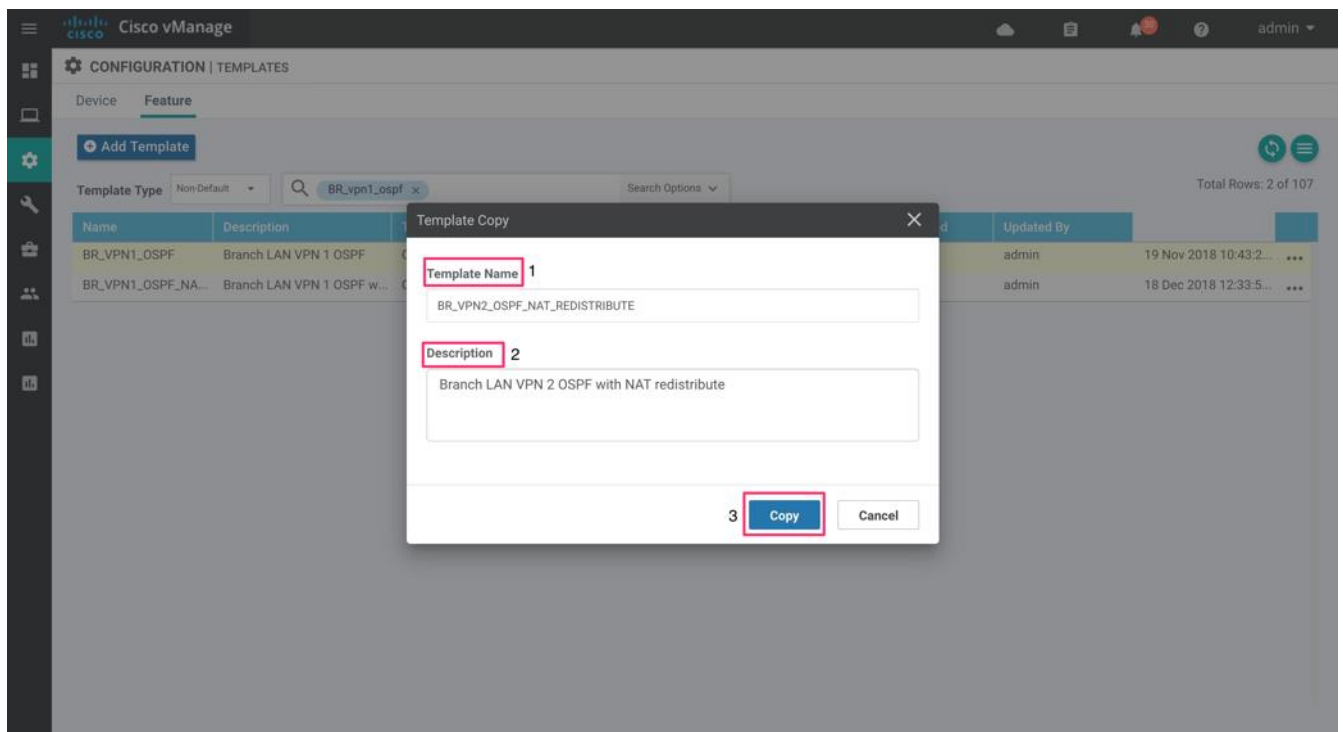 cisco Cisco vManage admin
CONFIGURATION | TEMPLATES
Device Feature
Add Template
Template Type Non-Default BR_vpn1_ospf x Search Options Total Rows: 2 of 107
Name Description Updated By
BR_VPN1_OSPF Branch LAN VPN 1 OSPF admin 19 Nov 2018 10:43:2... •••
BR_VPN1_OSPF_NA... Branch LAN VPN 1 OSPF w... admin 18 Dec 2018 12:33:5... •••
Template Copy
Template Name 1
BR_VPN2_OSPF_NAT_REDISTRIBUTE
Description 2
Branch LAN VPN 2 OSPF with NAT redistribute
3 Copy Cancel